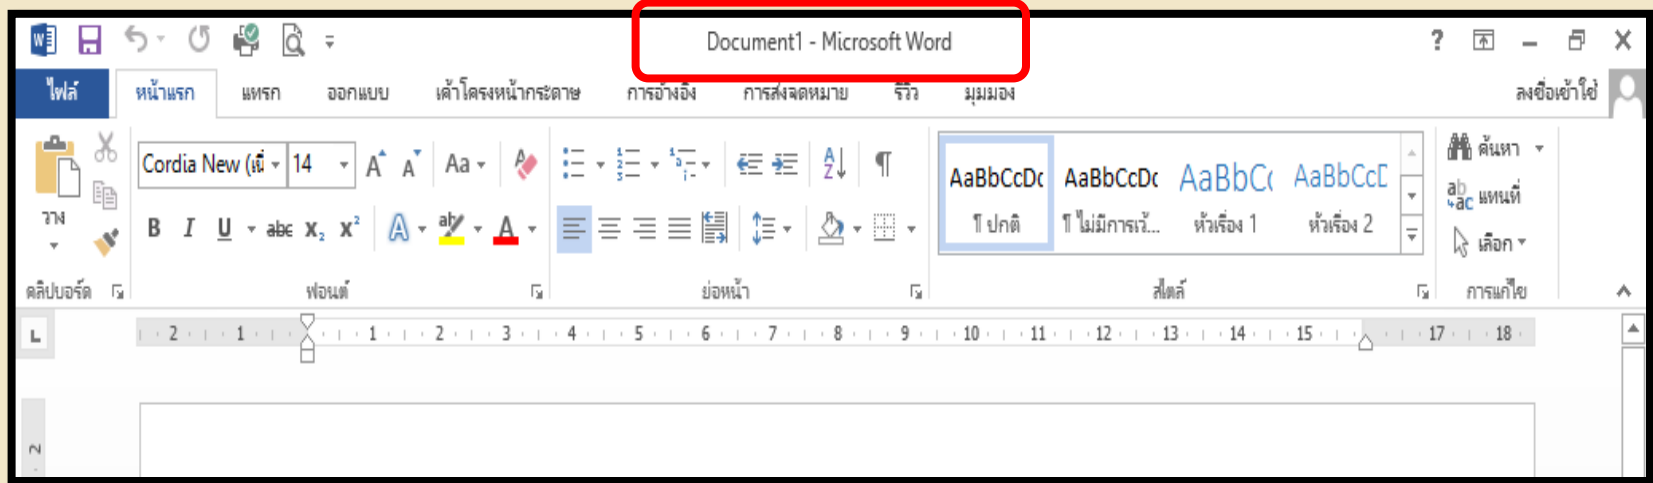 Document1 - Microsoft Word
?
ไฟล์ หน้าแรก แทรก ออกแบบ เค้าโครงหน้ากระดาษ การอ้างอิง การส่งจดหมาย รีวิว มุมมอง ลงชื่อเข้าใช้
Cordia New (เนื้ 14 A A Aa ค้นหา
วาง B I U abc X₂ X² A ab A แทนที่
AaBbCcDc AaBbCcDc AaBbCc AaBbCcD
¶ ปกติ ¶ ไม่มีการเว้... หัวเรื่อง 1 หัวเรื่อง 2 เลือก
คลิปบอร์ด ฟอนต์ ย่อหน้า สไตล์ การแก้ไข
L 2 1 1 2 3 4 5 6 7 8 9 10 11 12 13 14 15 17 18
2